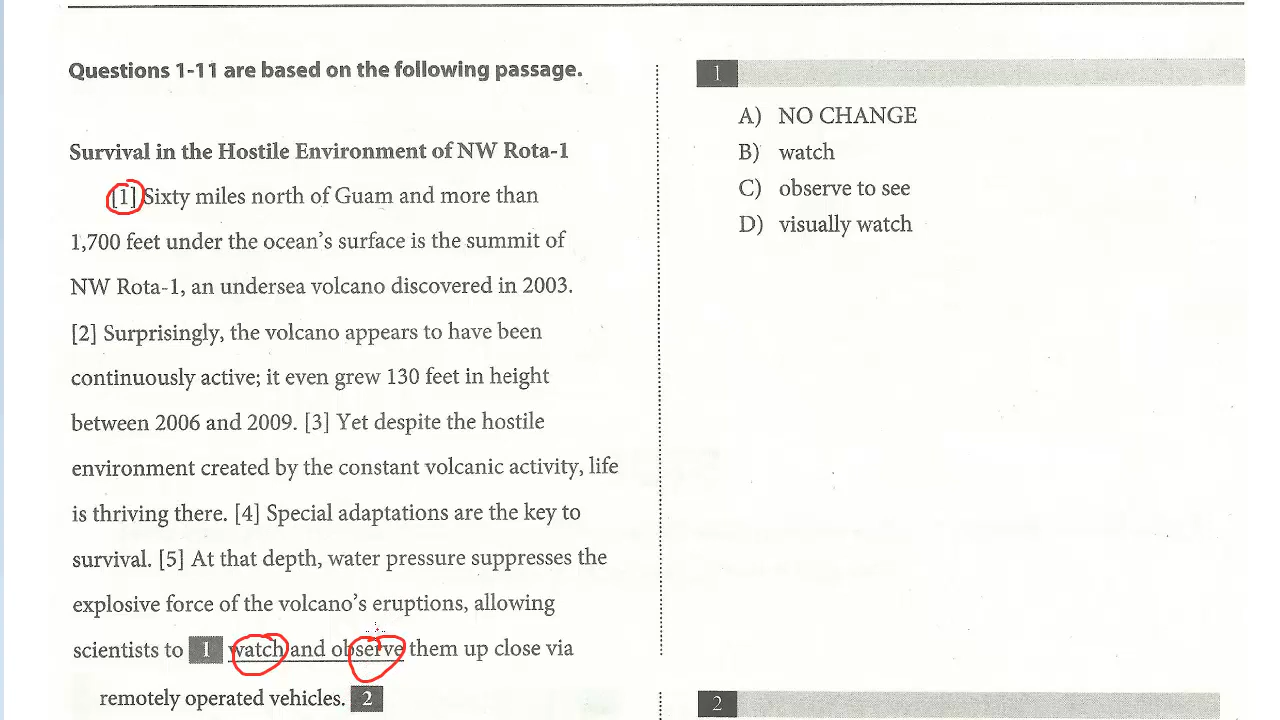 Questions 1-11 are based on the following passage.
Survival in the Hostile Environment of NW Rota-1
[1] Sixty miles north of Guam and more than
1,700 feet under the ocean's surface is the summit of
NW Rota-1, an undersea volcano discovered in 2003.
[2] Surprisingly, the volcano appears to have been
continuously active; it even grew 130 feet in height
between 2006 and 2009. [3] Yet despite the hostile
environment created by the constant volcanic activity, life
is thriving there. [4] Special adaptations are the key to
survival. [5] At that depth, water pressure suppresses the
explosive force of the volcano's eruptions, allowing
scientists to 1 watch and observe them up close via
remotely operated vehicles. 2
1
A) NO CHANGE
B) watch
C) observe to see
D) visually watch
2